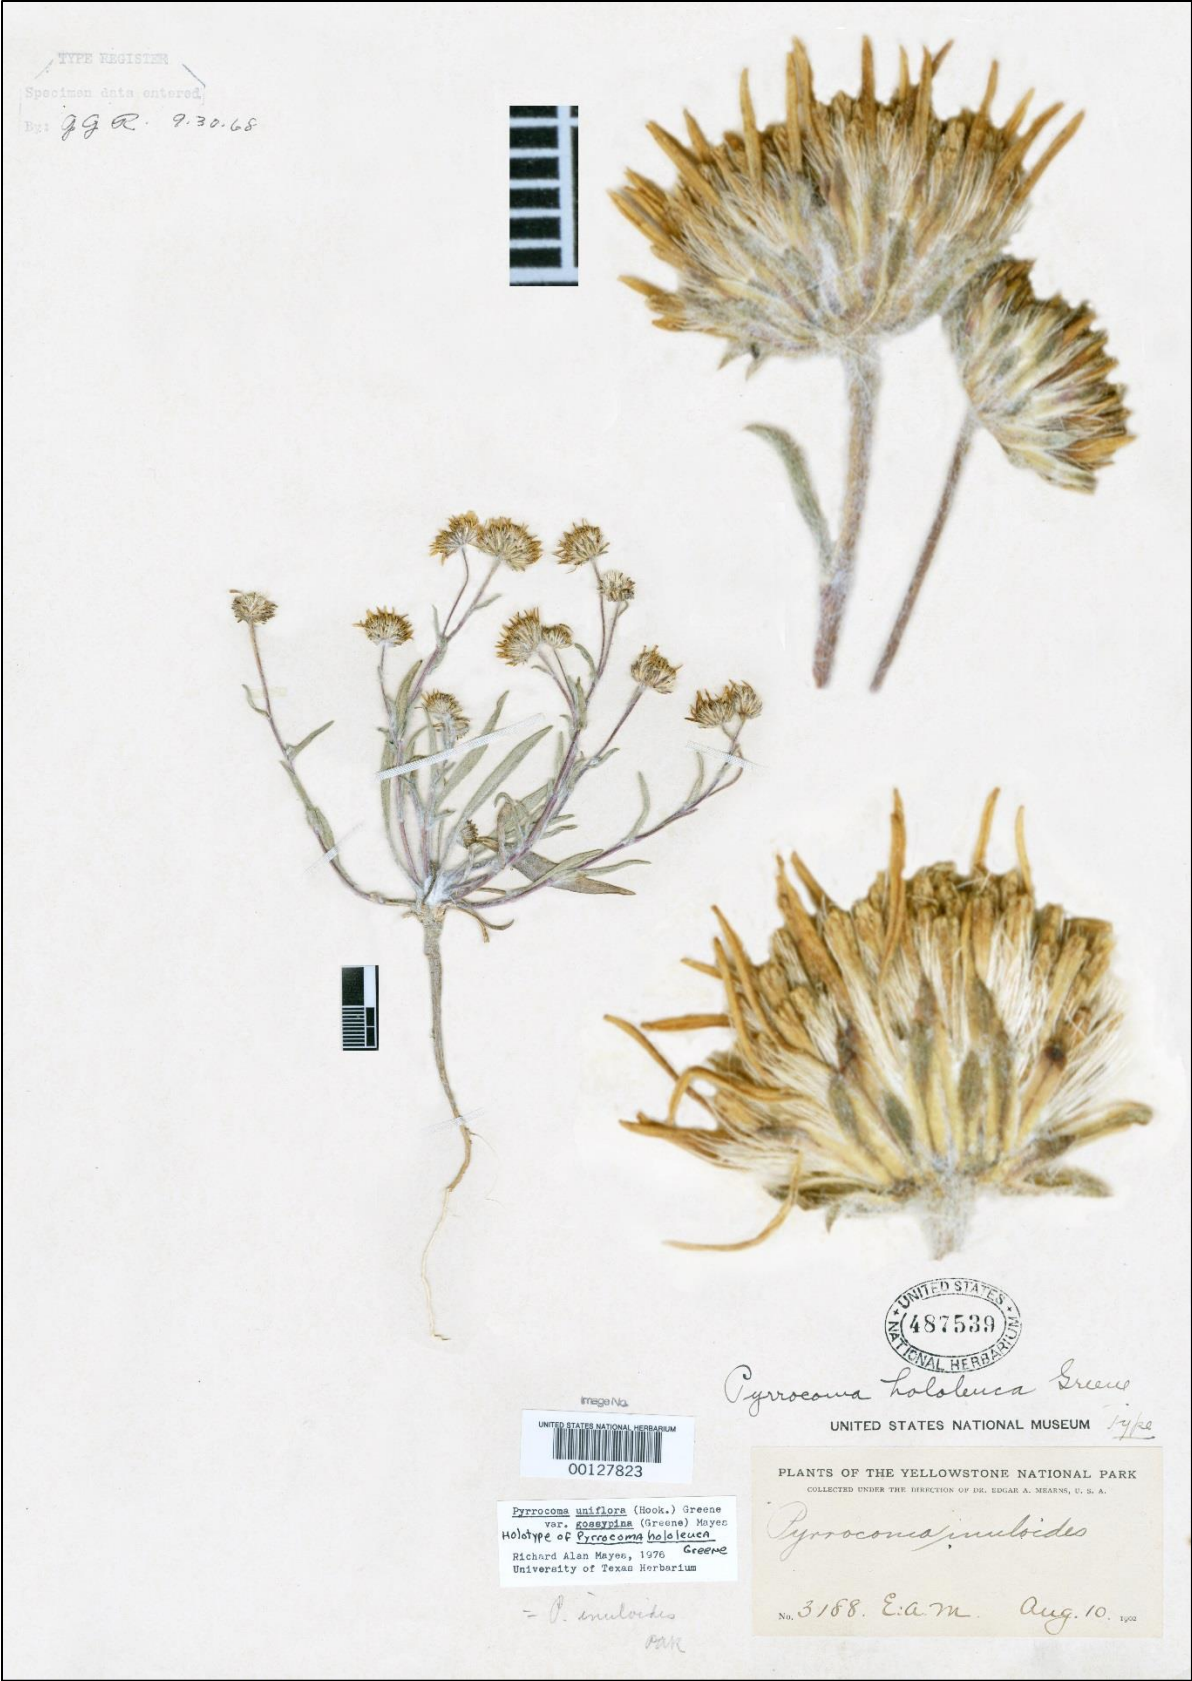 TYPE REGISTER
Specimen data entered
By: JGR. 9.30.68
UNITED STATES
487539
NATIONAL HERBARIUM
Pyrrocoma hololeuca Greene
UNITED STATES NATIONAL MUSEUM Type
Image No.
UNITED STATES NATIONAL HERBARIUM
00127823
PLANTS OF THE YELLOWSTONE NATIONAL PARK
COLLECTED UNDER THE DIRECTION OF DR. EDGAR A. MEARNS, U. S. A.
Pyrrocoma inuloides
No. 3188. E.a.M. Aug. 10. 1902
Pyrrocoma uniflora (Hook.) Greene
var. gossypina (Greene) Mayes
Holotype of Pyrrocoma hololeuca
Greene
Richard Alan Mayes, 1976
University of Texas Herbarium
= P. inuloides